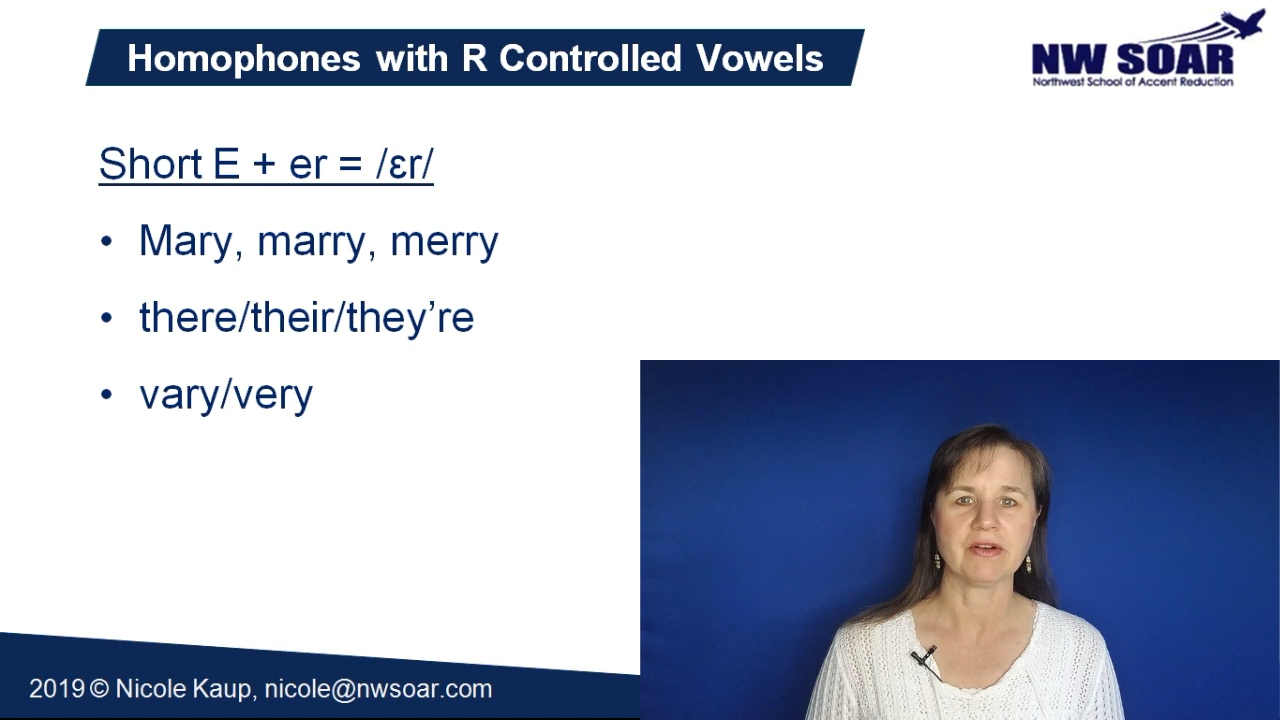 Homophones with R Controlled Vowels
NW SOAR
Northwest School of Accent Reduction
Short E + er = /ɛr/
• Mary, marry, merry
• there/their/they’re
• vary/very
2019 © Nicole Kaup, nicole@nwsoar.com